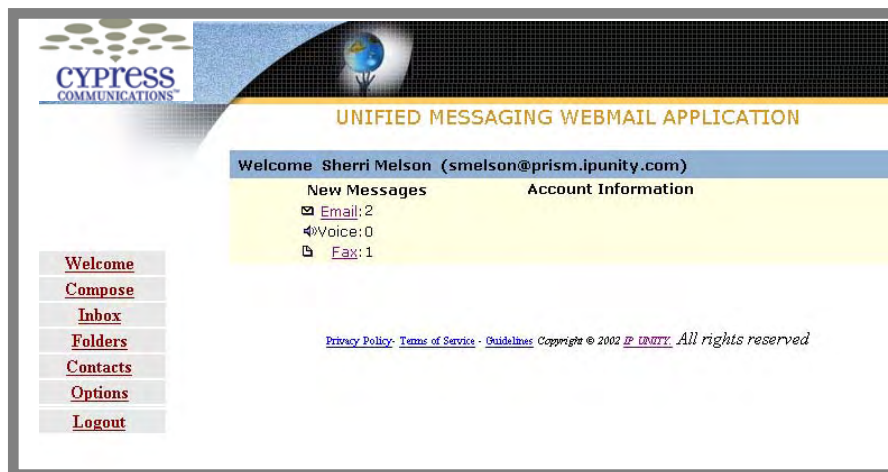 CYPRESS
COMMUNICATIONS™
UNIFIED MESSAGING WEBMAIL APPLICATION
Welcome Sherri Melson (smelson@prism.ipunity.com)
New Messages
Account Information
Email:2
Voice:0
Fax:1
Welcome
Compose
Inbox
Folders
Contacts
Options
Logout
Privacy Policy- Terms of Service - Guidelines Copyright © 2002 IP UNITY. All rights reserved